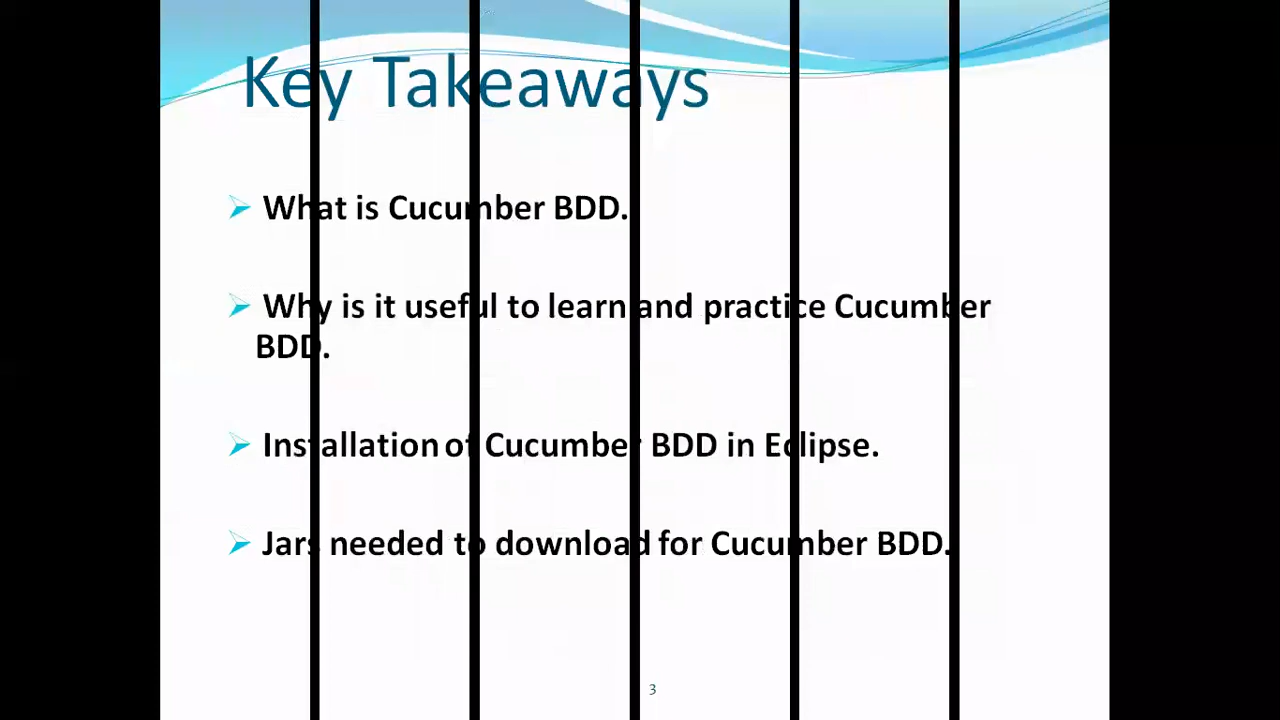 Key Takeaways
What is Cucumber BDD.
Why is it useful to learn and practice Cucumber
BDD.
Installation of Cucumber BDD in Eclipse.
Jars needed to download for Cucumber BDD.
3